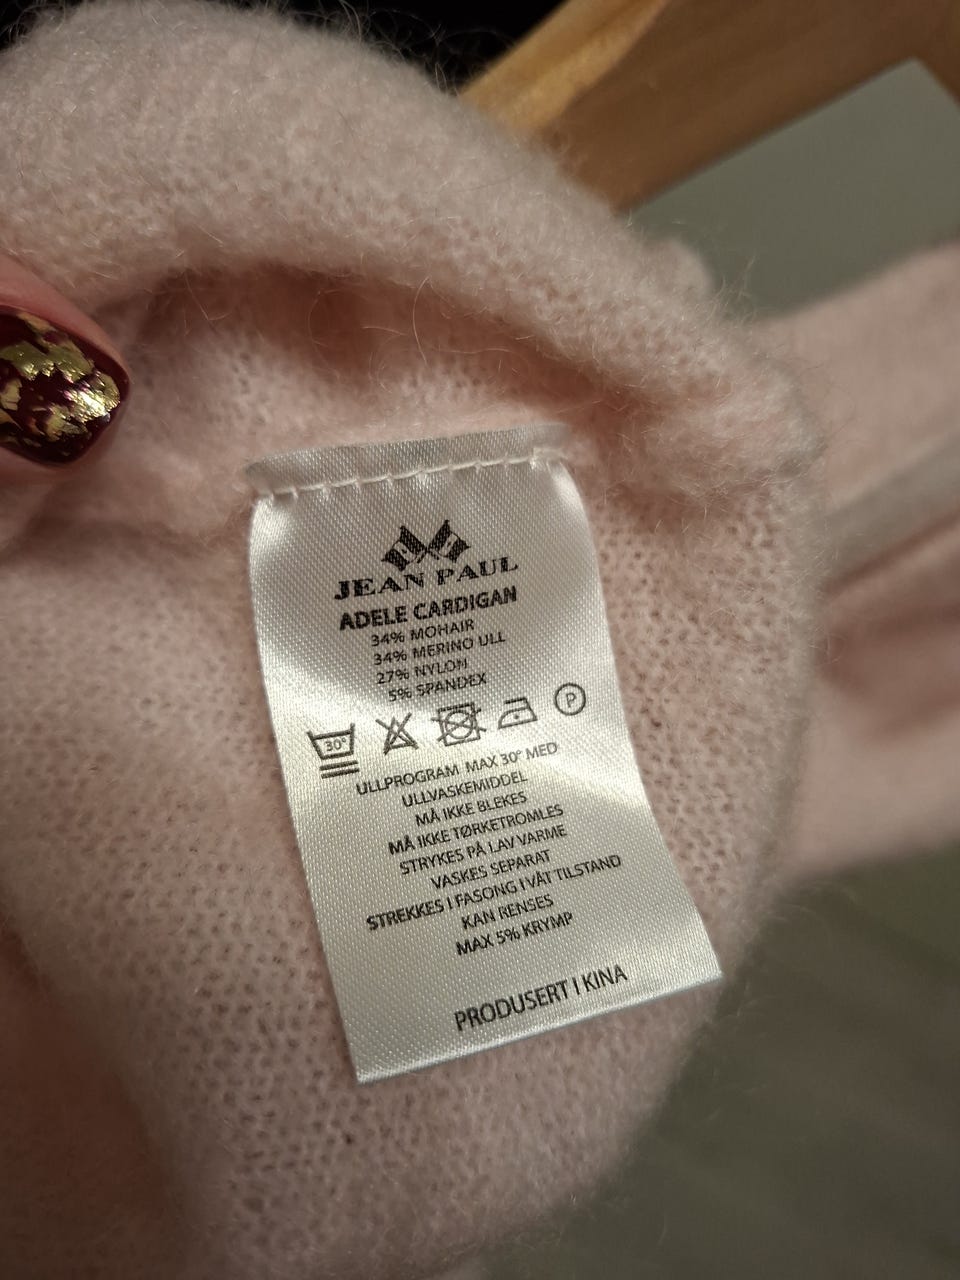 JEAN PAUL
ADELE CARDIGAN
34% MOHAIR
34% MERINO ULL
27% NYLON
5% SPANDEX
30° P
ULLPROGRAM MAX 30° MED
ULLVASKEMIDDEL
MÅ IKKE BLEKES
MÅ IKKE TØRKETROMLES
STRYKES PÅ LAV VARME
VASKES SEPARAT
STREKKES I FASONG I VÅT TILSTAND
KAN RENSES
MAX 5% KRYMP
PRODUSERT I KINA